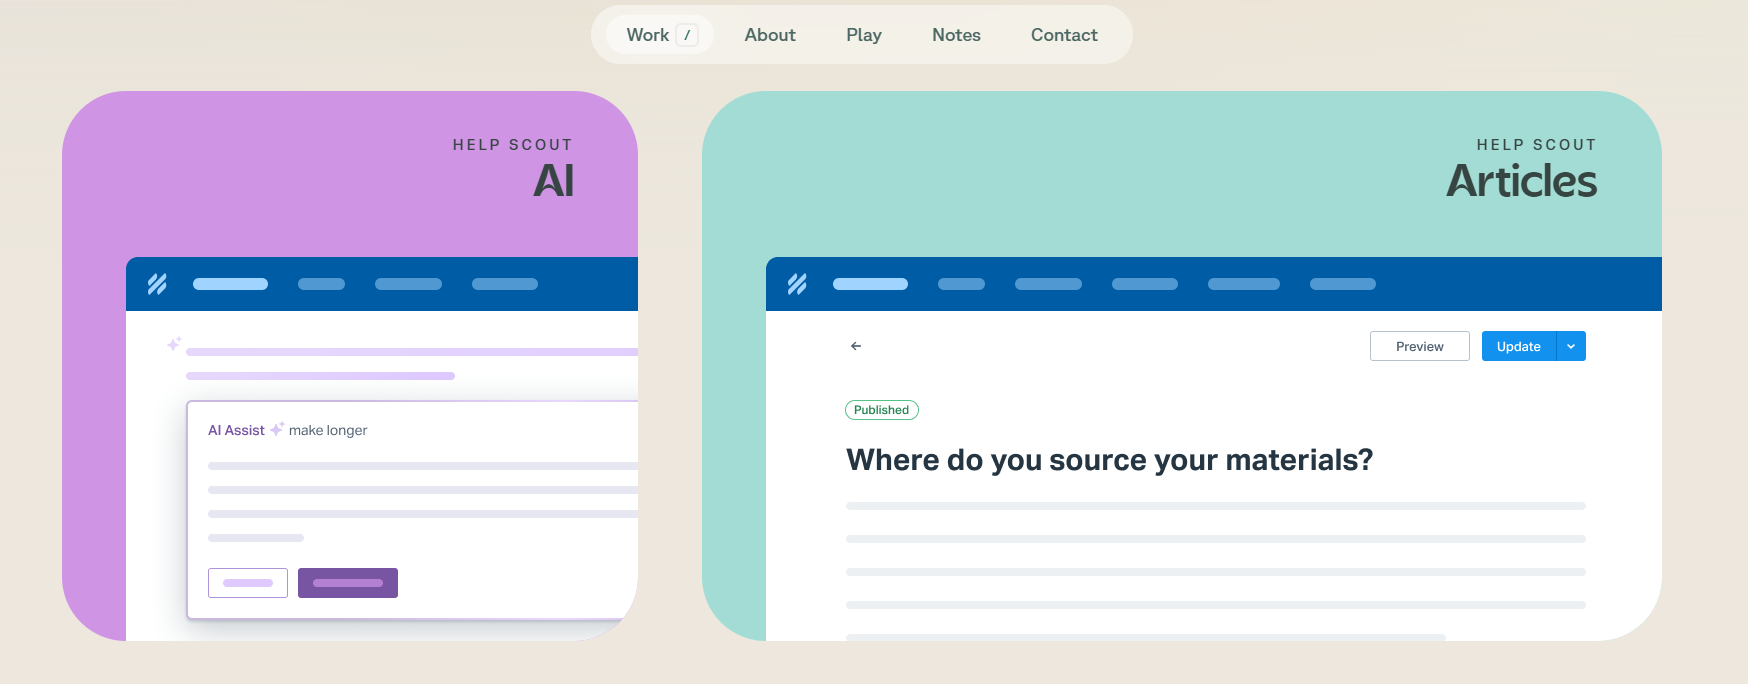 Work / About Play Notes Contact
HELP SCOUT
AI
AI Assist make longer
HELP SCOUT
Articles
Preview Update
Published
Where do you source your materials?